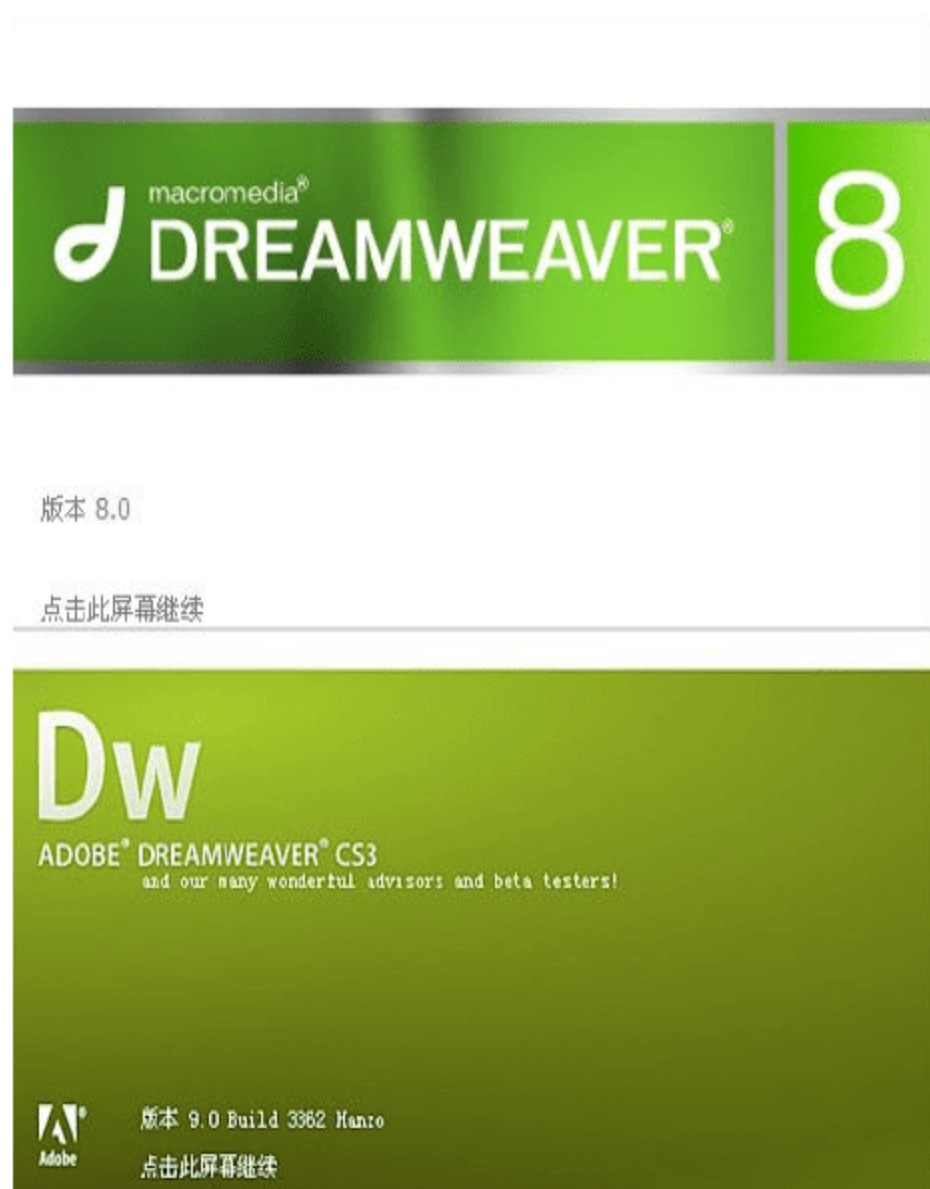 macromedia®
DREAMWEAVER® 8
版本 8.0
点击此屏幕继续
Dw
ADOBE® DREAMWEAVER® CS3
and our many wonderful advisors and beta testers!
版本 9.0 Build 3362 Hanzo
Adobe
点击此屏幕继续